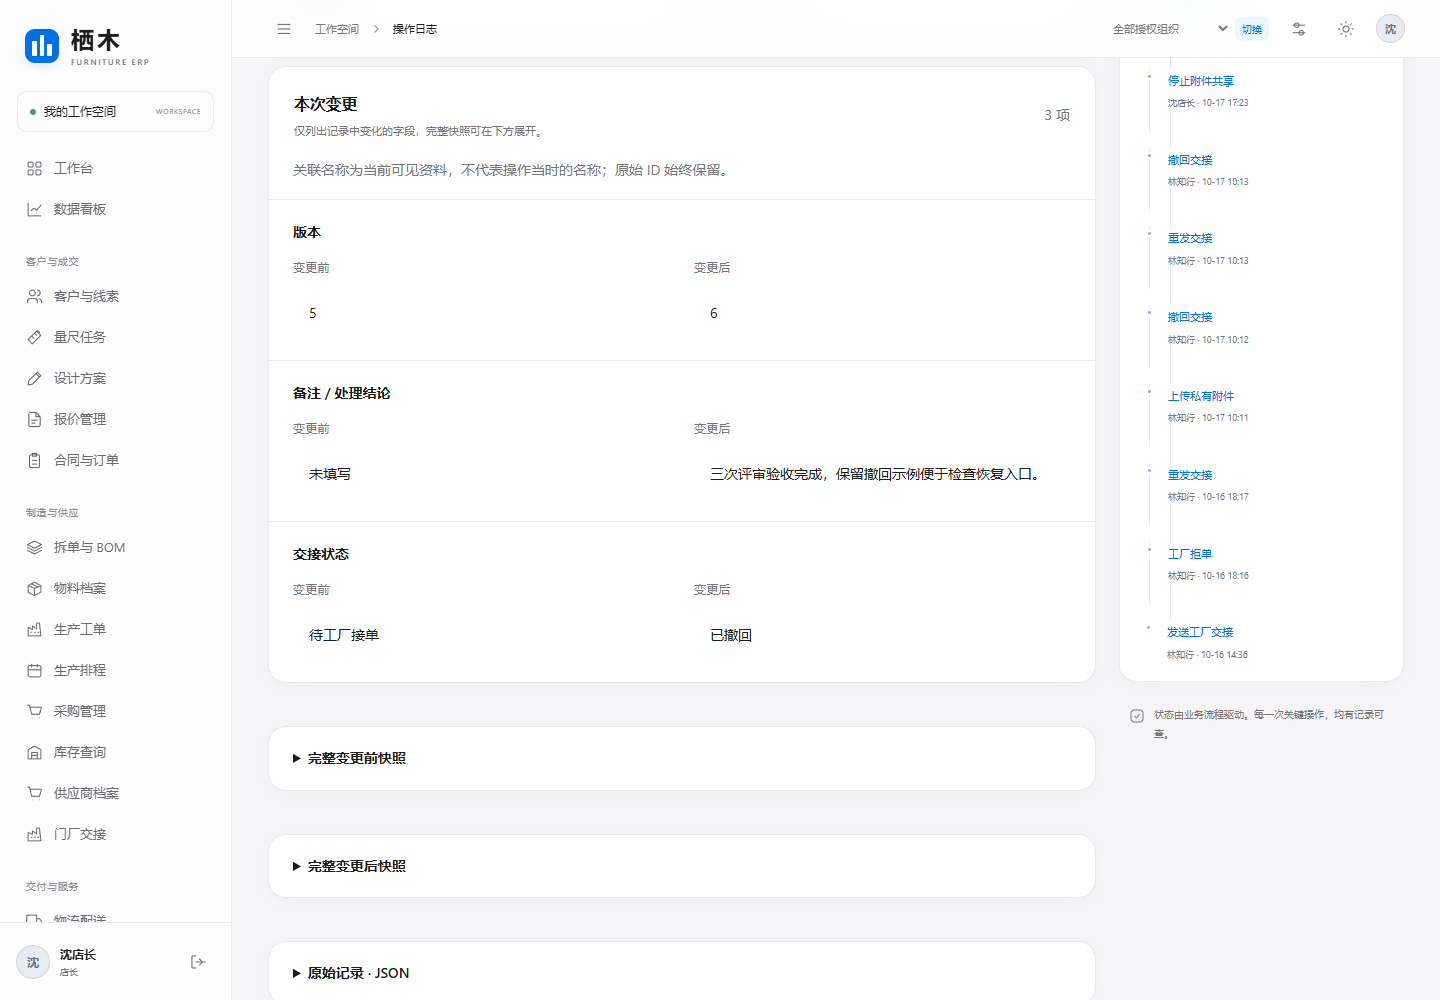 栖木
FURNITURE ERP
我的工作空间
WORKSPACE
工作台
数据看板
客户与成交
客户与线索
量尺任务
设计方案
报价管理
合同与订单
制造与供应
拆单与 BOM
物料档案
生产工单
生产排程
采购管理
库存查询
供应商档案
门厂交接
交付与服务
物流配送
沈
沈店长
店长
工作空间
操作日志
全部授权组织
切换
沈
本次变更
仅列出记录中变化的字段，完整快照可在下方展开。
3 项
关联名称为当前可见资料，不代表操作当时的名称；原始 ID 始终保留。
版本
变更前
变更后
5
6
备注 / 处理结论
变更前
变更后
未填写
三次评审验收完成，保留撤回示例便于检查恢复入口。
交接状态
变更前
变更后
待工厂接单
已撤回
完整变更前快照
完整变更后快照
原始记录 · JSON
停止附件共享
沈店长 · 10-17 17:23
撤回交接
林知行 · 10-17 10:13
重发交接
林知行 · 10-17 10:13
撤回交接
林知行 · 10-17 10:12
上传私有附件
林知行 · 10-17 10:11
重发交接
林知行 · 10-16 18:17
工厂拒单
林知行 · 10-16 18:16
发送工厂交接
林知行 · 10-16 14:36
状态由业务流程驱动。每一次关键操作，均有记录可
查。